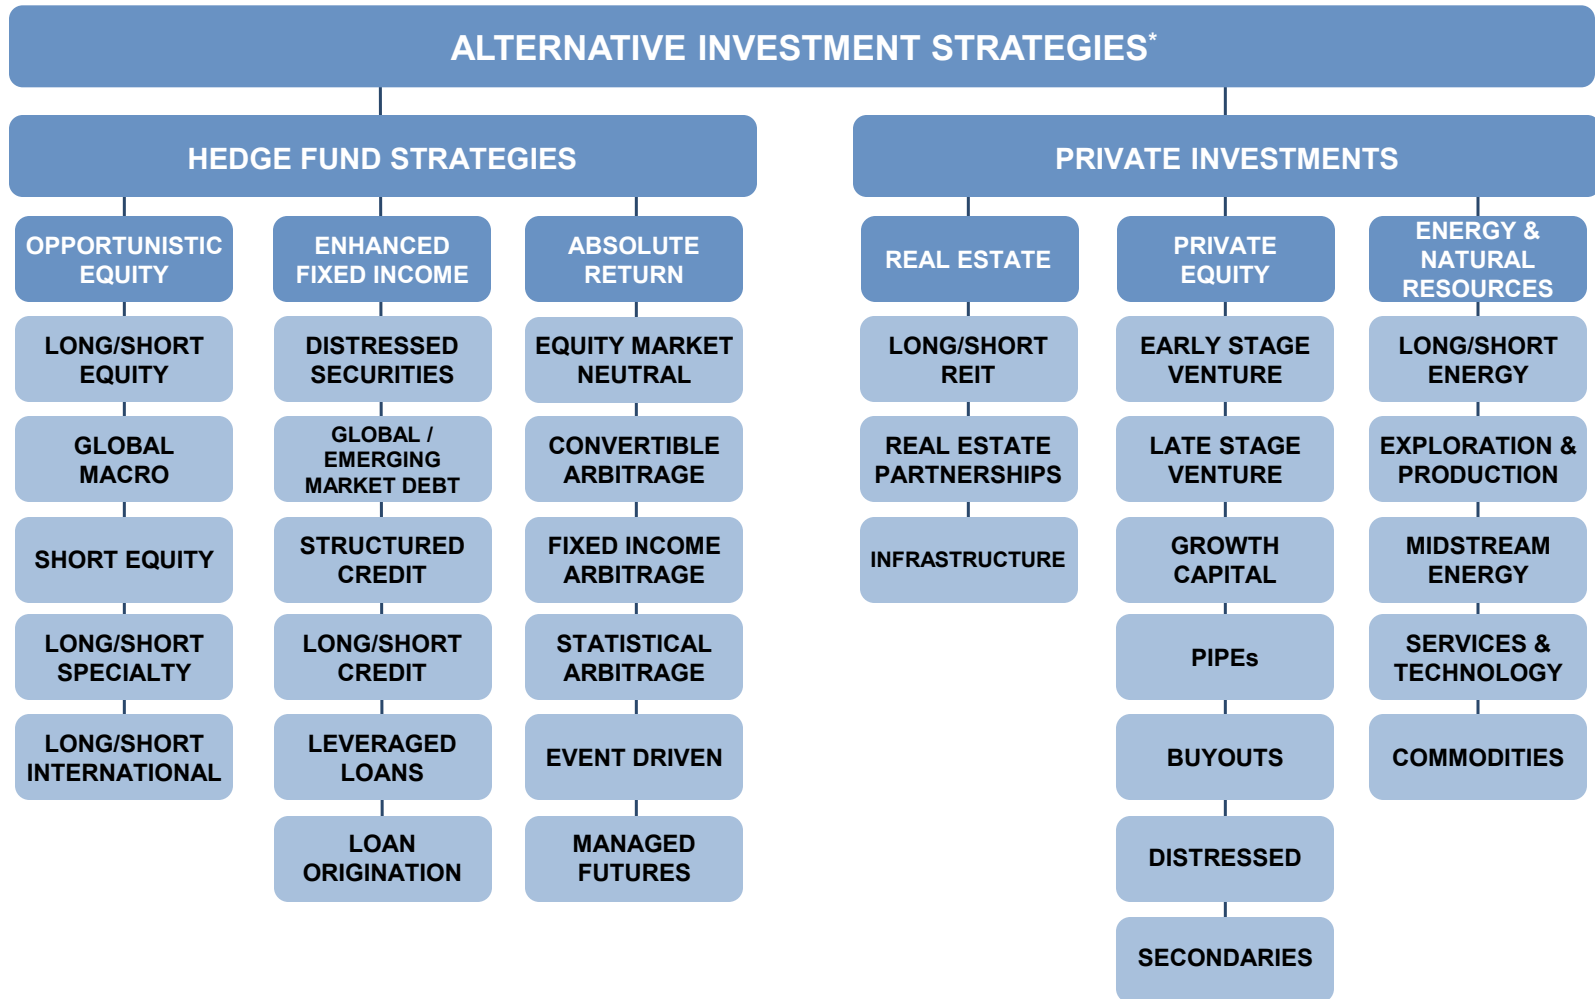 ALTERNATIVE INVESTMENT STRATEGIES*
HEDGE FUND STRATEGIES
PRIVATE INVESTMENTS
OPPORTUNISTIC
EQUITY
LONG/SHORT
EQUITY
GLOBAL
MACRO
SHORT EQUITY
LONG/SHORT
SPECIALTY
LONG/SHORT
INTERNATIONAL
ENHANCED
FIXED INCOME
DISTRESSED
SECURITIES
GLOBAL /
EMERGING
MARKET DEBT
STRUCTURED
CREDIT
LONG/SHORT
CREDIT
LEVERAGED
LOANS
LOAN
ORIGINATION
ABSOLUTE
RETURN
EQUITY MARKET
NEUTRAL
CONVERTIBLE
ARBITRAGE
FIXED INCOME
ARBITRAGE
STATISTICAL
ARBITRAGE
EVENT DRIVEN
MANAGED
FUTURES
REAL ESTATE
LONG/SHORT
REIT
REAL ESTATE
PARTNERSHIPS
INFRASTRUCTURE
PRIVATE
EQUITY
EARLY STAGE
VENTURE
LATE STAGE
VENTURE
GROWTH
CAPITAL
PIPEs
BUYOUTS
DISTRESSED
SECONDARIES
ENERGY &
NATURAL
RESOURCES
LONG/SHORT
ENERGY
EXPLORATION &
PRODUCTION
MIDSTREAM
ENERGY
SERVICES &
TECHNOLOGY
COMMODITIES